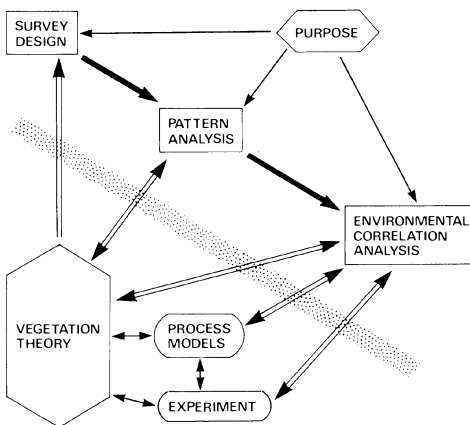 SURVEY
DESIGN
PURPOSE
PATTERN
ANALYSIS
ENVIRONMENTAL
CORRELATION
ANALYSIS
VEGETATION
THEORY
PROCESS
MODELS
EXPERIMENT